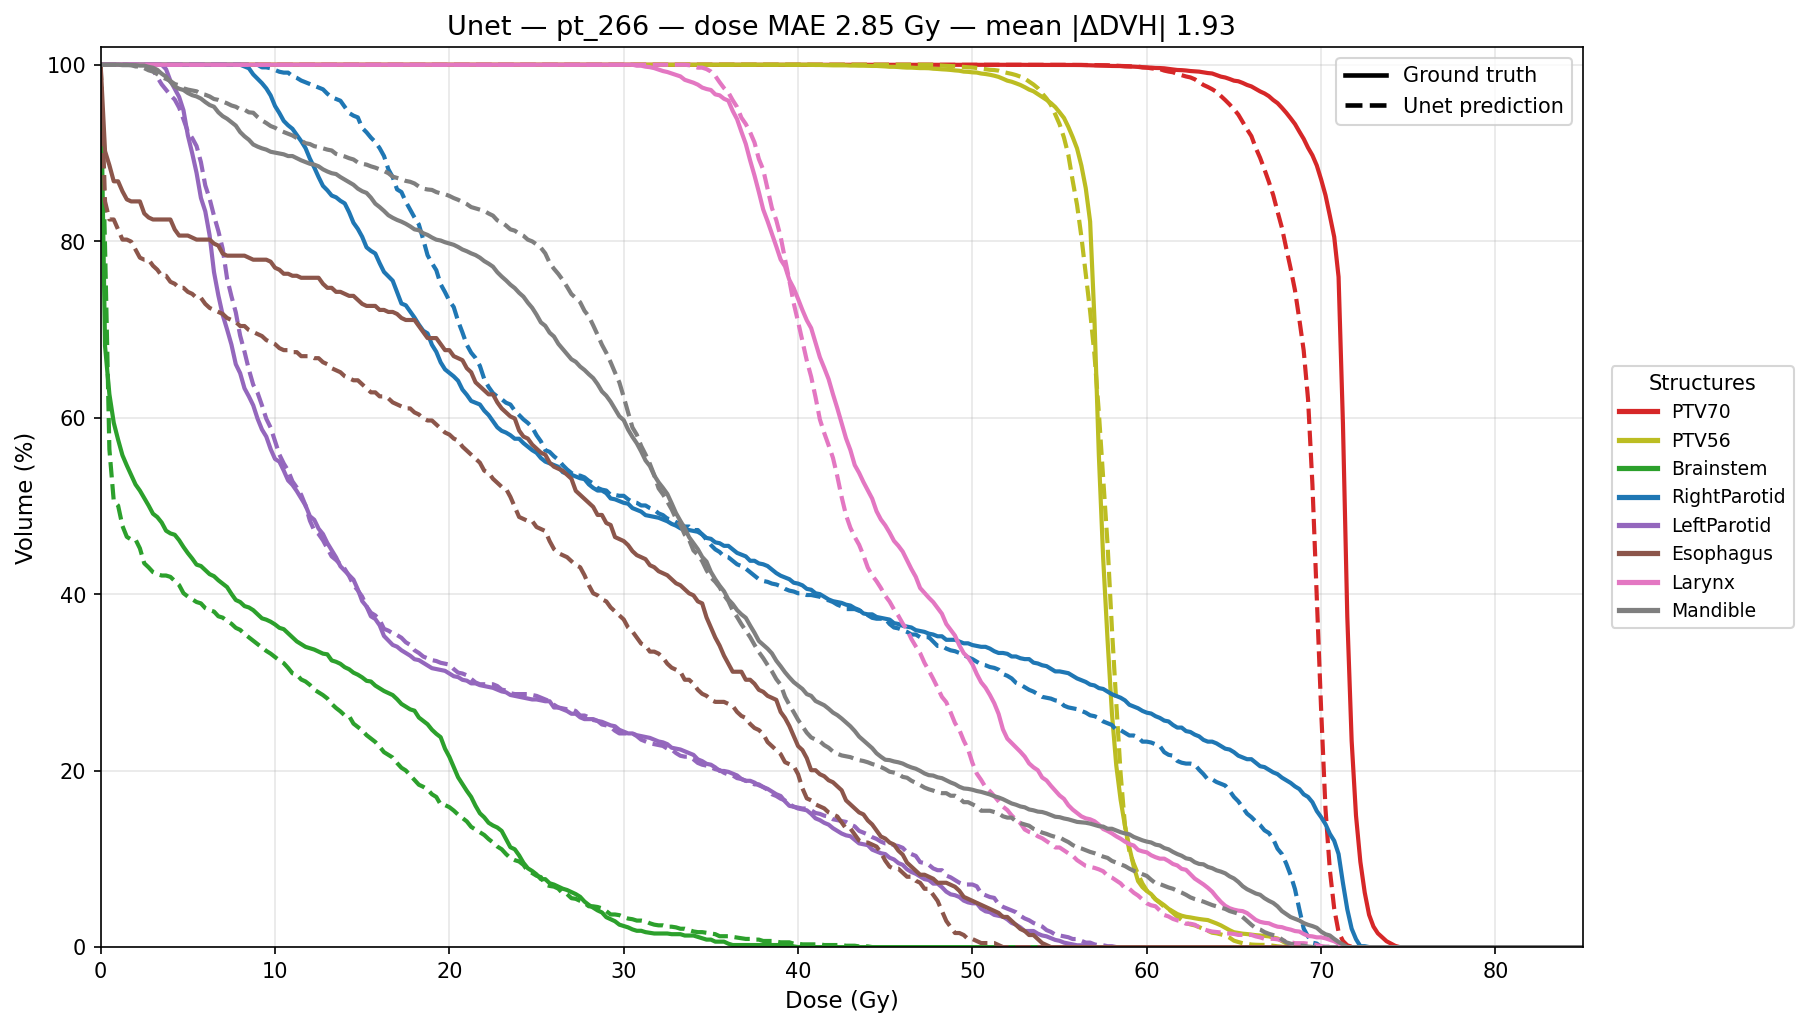 Unet — pt_266 — dose MAE 2.85 Gy — mean |ΔDVH| 1.93
Ground truth
Unet prediction
100
80
60
40
20
0
Volume (%)
0 10 20 30 40 50 60 70 80
Dose (Gy)
Structures
PTV70
PTV56
Brainstem
RightParotid
LeftParotid
Esophagus
Larynx
Mandible